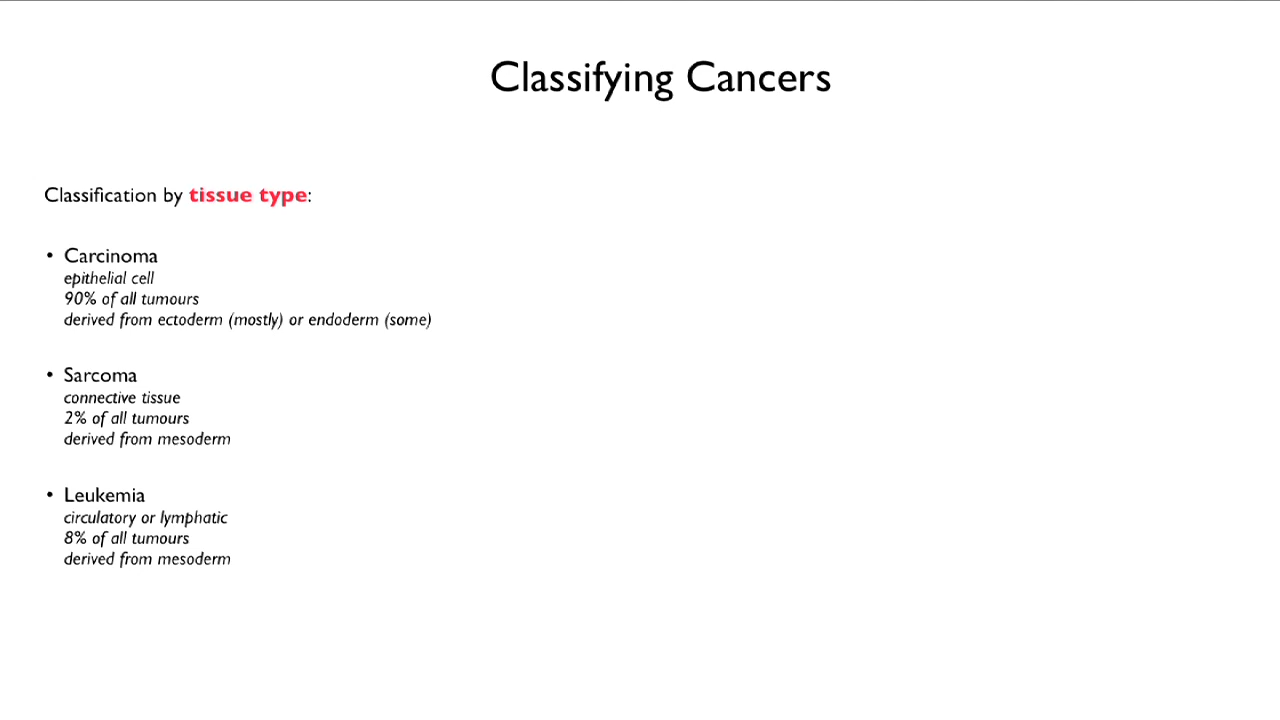 Classifying Cancers
Classification by tissue type:
• Carcinoma
epithelial cell
90% of all tumours
derived from ectoderm (mostly) or endoderm (some)
• Sarcoma
connective tissue
2% of all tumours
derived from mesoderm
• Leukemia
circulatory or lymphatic
8% of all tumours
derived from mesoderm